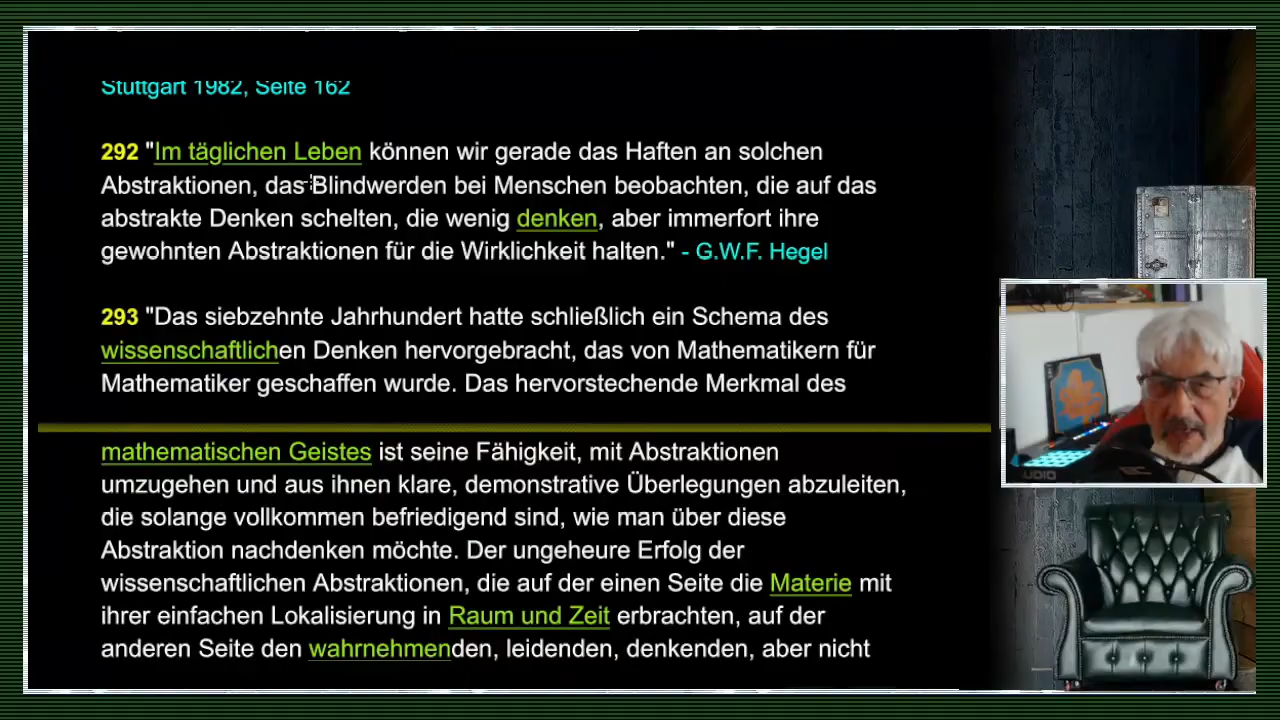 Stuttgart 1982, Seite 162
292 "Im täglichen Leben können wir gerade das Haften an solchen
Abstraktionen, das Blindwerden bei Menschen beobachten, die auf das
abstrakte Denken schelten, die wenig denken, aber immerfort ihre
gewohnten Abstraktionen für die Wirklichkeit halten." - G.W.F. Hegel
293 "Das siebzehnte Jahrhundert hatte schließlich ein Schema des
wissenschaftlichen Denken hervorgebracht, das von Mathematikern für
Mathematiker geschaffen wurde. Das hervorstechende Merkmal des
mathematischen Geistes ist seine Fähigkeit, mit Abstraktionen
umzugehen und aus ihnen klare, demonstrative Überlegungen abzuleiten,
die solange vollkommen befriedigend sind, wie man über diese
Abstraktion nachdenken möchte. Der ungeheure Erfolg der
wissenschaftlichen Abstraktionen, die auf der einen Seite die Materie mit
ihrer einfachen Lokalisierung in Raum und Zeit erbrachten, auf der
anderen Seite den wahrnehmenden, leidenden, denkenden, aber nicht